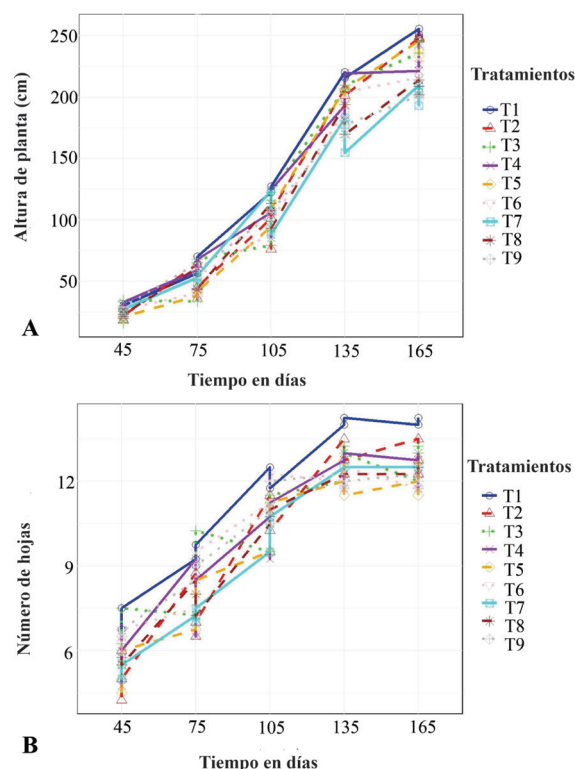 250
200
150
100
50
Altura de planta (cm)
A
45 75 105 135 165
Tiempo en días
Tratamientos
T1
T2
T3
T4
T5
T6
T7
T8
T9
12
9
6
Número de hojas
B
45 75 105 135 165
Tiempo en días
Tratamientos
T1
T2
T3
T4
T5
T6
T7
T8
T9